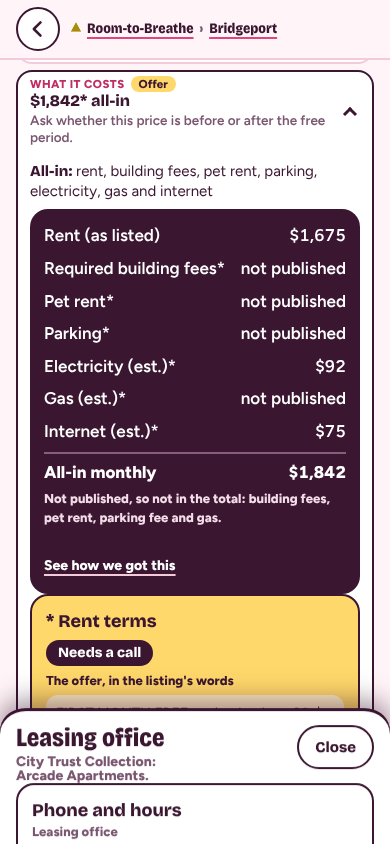 Room-to-Breathe › Bridgeport
WHAT IT COSTS Offer
$1,842* all-in
Ask whether this price is before or after the free
period.
All-in: rent, building fees, pet rent, parking,
electricity, gas and internet
Rent (as listed) $1,675
Required building fees* not published
Pet rent* not published
Parking* not published
Electricity (est.)* $92
Gas (est.)* not published
Internet (est.)* $75
All-in monthly $1,842
Not published, so not in the total: building fees,
pet rent, parking fee and gas.
See how we got this
* Rent terms
Needs a call
The offer, in the listing's words
Leasing office
Close
City Trust Collection:
Arcade Apartments.
Phone and hours
Leasing office